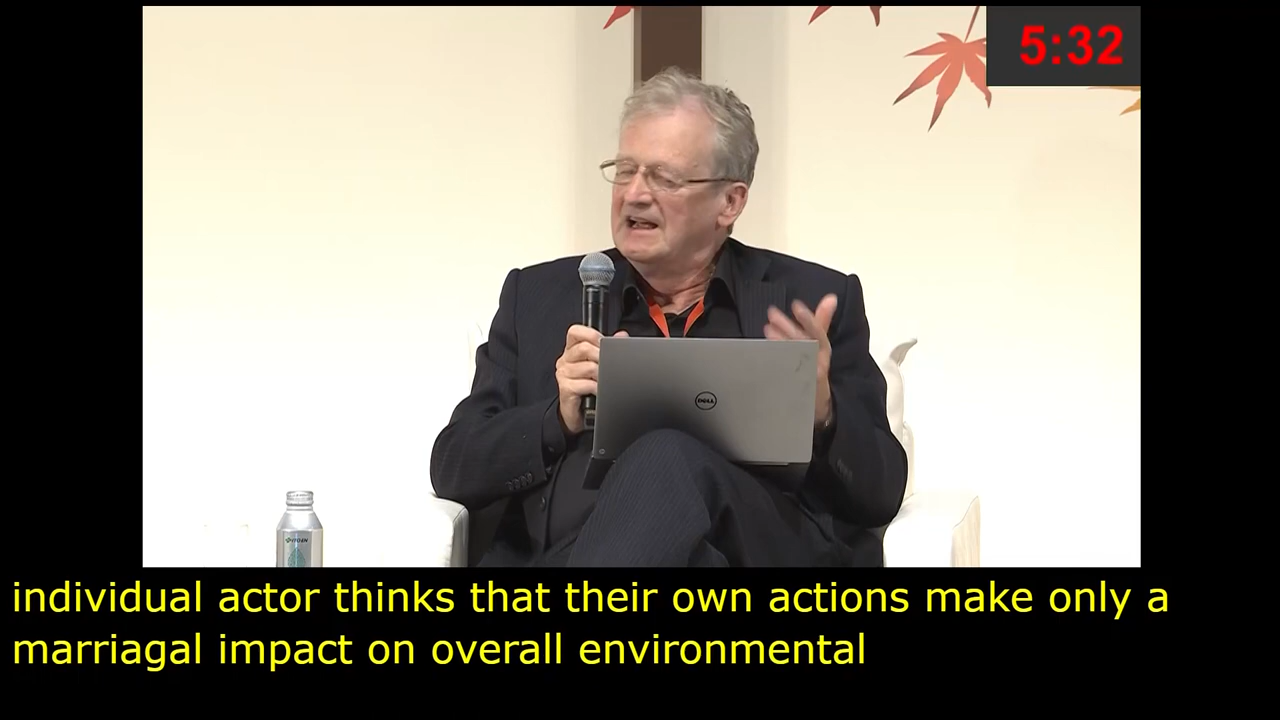 5:32
DELL
individual actor thinks that their own actions make only a
marriagal impact on overall environmental